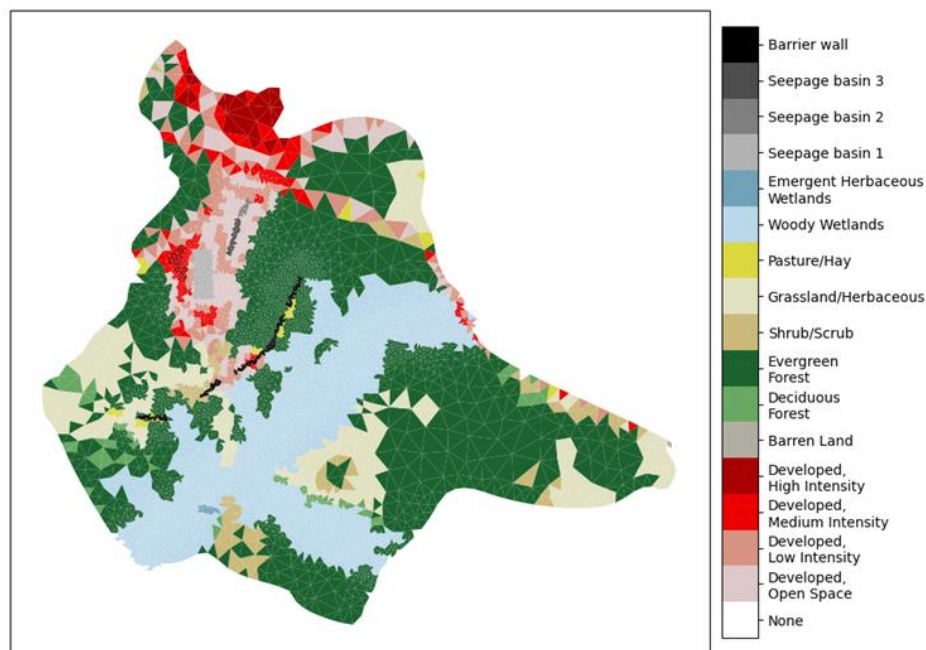 Barrier wall
Seepage basin 3
Seepage basin 2
Seepage basin 1
Emergent Herbaceous
Wetlands
Woody Wetlands
Pasture/Hay
Grassland/Herbaceous
Shrub/Scrub
Evergreen
Forest
Deciduous
Forest
Barren Land
Developed,
High Intensity
Developed,
Medium Intensity
Developed,
Low Intensity
Developed,
Open Space
None